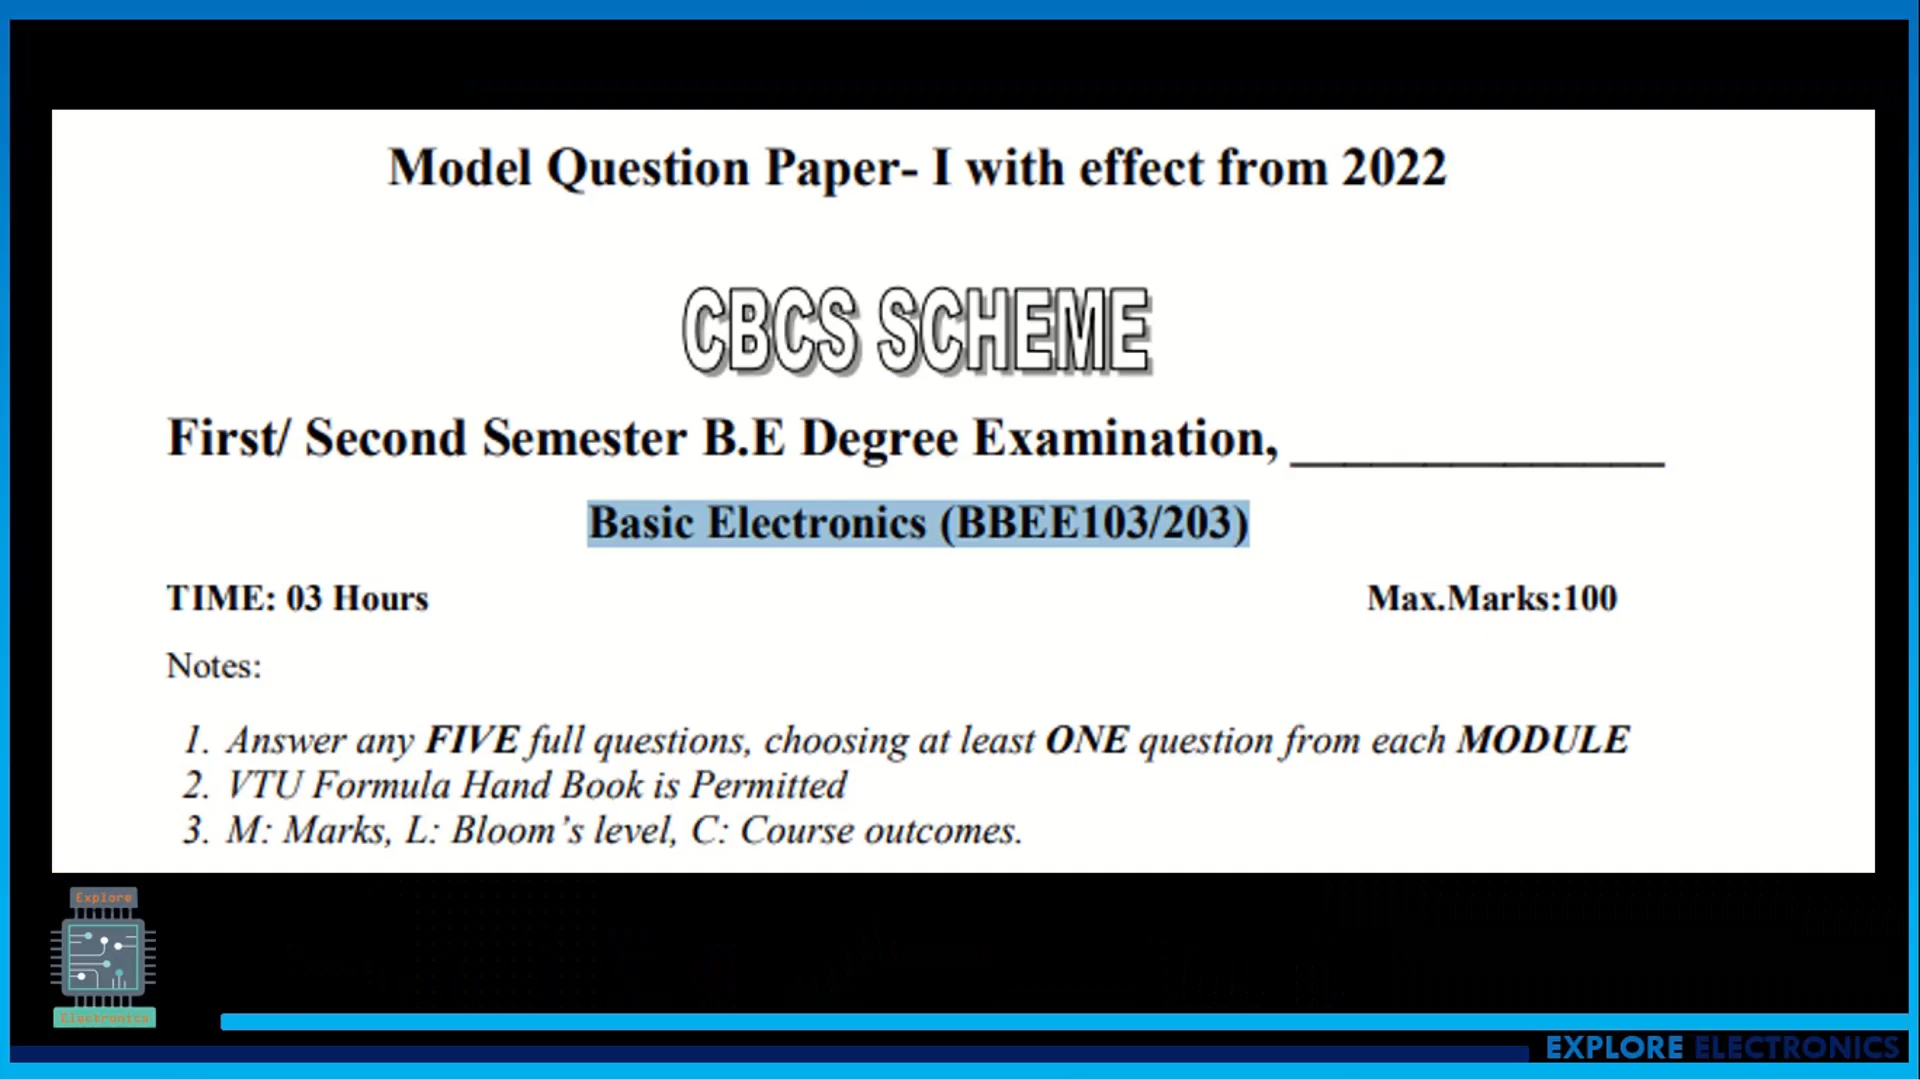 Model Question Paper- I with effect from 2022
CBCS SCHEME
First/ Second Semester B.E Degree Examination, ______________
Basic Electronics (BBEE103/203)
TIME: 03 Hours Max.Marks:100
Notes:
1. Answer any FIVE full questions, choosing at least ONE question from each MODULE
2. VTU Formula Hand Book is Permitted
3. M: Marks, L: Bloom’s level, C: Course outcomes.
Explore
Electronics
EXPLORE ELECTRONICS